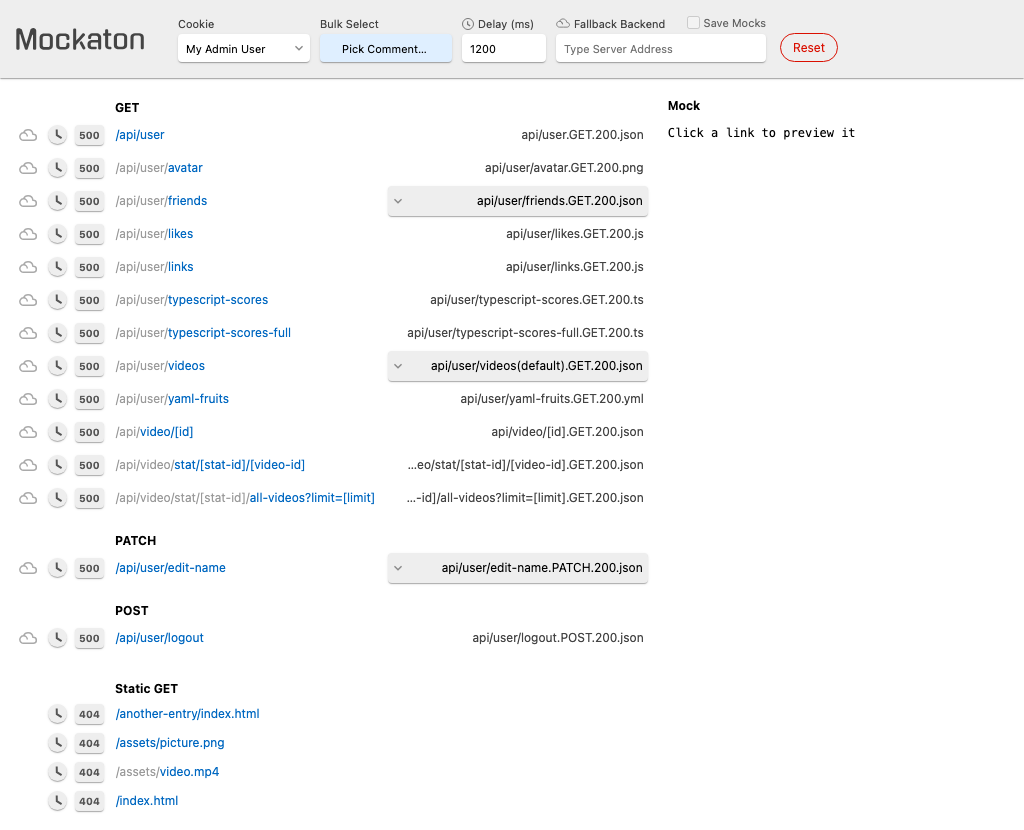 Mockaton
Cookie
My Admin User
Bulk Select
Pick Comment...
Delay (ms)
1200
Fallback Backend
Save Mocks
Type Server Address
Reset
GET
500 /api/user api/user.GET.200.json
500 /api/user/avatar api/user/avatar.GET.200.png
500 /api/user/friends api/user/friends.GET.200.json
500 /api/user/likes api/user/likes.GET.200.js
500 /api/user/links api/user/links.GET.200.js
500 /api/user/typescript-scores api/user/typescript-scores.GET.200.ts
500 /api/user/typescript-scores-full api/user/typescript-scores-full.GET.200.ts
500 /api/user/videos api/user/videos(default).GET.200.json
500 /api/user/yaml-fruits api/user/yaml-fruits.GET.200.yml
500 /api/video/[id] api/video/[id].GET.200.json
500 /api/video/stat/[stat-id]/[video-id] ...eo/stat/[stat-id]/[video-id].GET.200.json
500 /api/video/stat/[stat-id]/all-videos?limit=[limit] ...-id]/all-videos?limit=[limit].GET.200.json
PATCH
500 /api/user/edit-name api/user/edit-name.PATCH.200.json
POST
500 /api/user/logout api/user/logout.POST.200.json
Static GET
404 /another-entry/index.html
404 /assets/picture.png
404 /assets/video.mp4
404 /index.html
Mock
Click a link to preview it